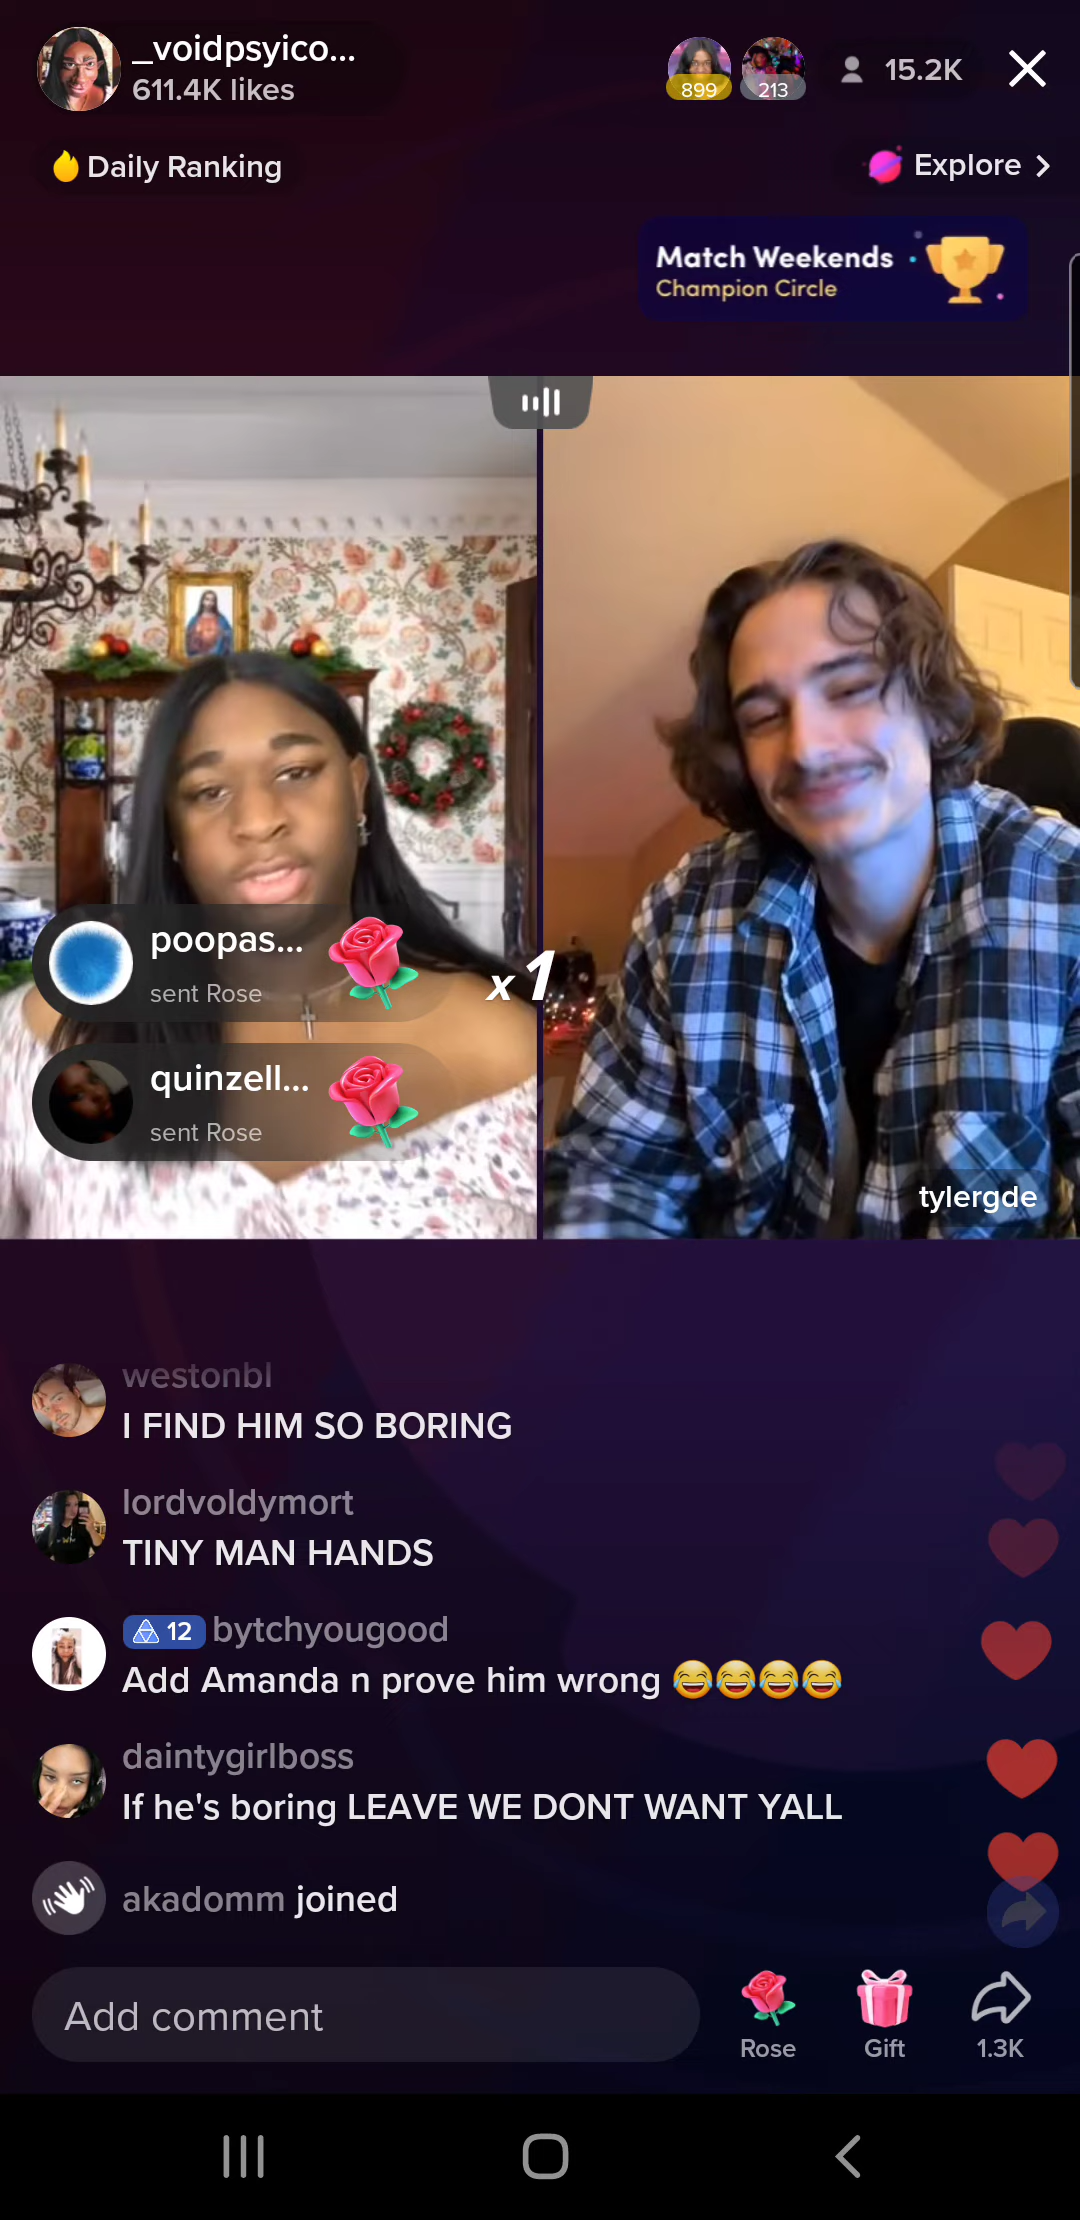 _voidpsyico...
611.4K likes
899
213
15.2K
Daily Ranking
Explore
Match Weekends
Champion Circle
poopas...
sent Rose
x1
quinzell...
sent Rose
tylergde
westonbl
I FIND HIM SO BORING
lordvoldymort
TINY MAN HANDS
12 bytchyougood
Add Amanda n prove him wrong 😂😂😂😂
daintygirlboss
If he's boring LEAVE WE DONT WANT YALL
akadomm joined
Add comment
Rose
Gift
1.3K